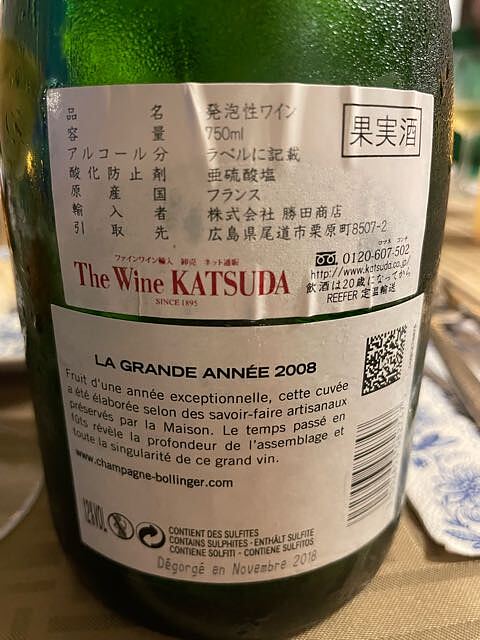 品名 発泡性ワイン
容量 750ml
果実酒
アルコール分 ラベルに記載
酸化防止剤 亜硫酸塩
原産国 フランス
輸入者 株式会社 勝田商店
引取先 広島県尾道市栗原町8507-2
ファインワイン輸入 卸売 ネット通販
The Wine KATSUDA
SINCE 1895
ロマネ コンチ
0120-607-502
http://www.katsuda.co.jp/
飲酒は20歳になってから
REEFER 定温輸送
LA GRANDE ANNÉE 2008
Fruit d'une année exceptionnelle, cette cuvée
a été élaborée selon des savoir-faire artisanaux
préservés par la Maison. Le temps passé en
fûts révèle la profondeur de l'assemblage et
toute la singularité de ce grand vin.
www.champagne-bollinger.com
12%VOL
CONTIENT DES SULFITES
CONTAINS SULPHITES - ENTHÄLT SULFITE
CONTIENE SOLFITI - CONTIENE SULFITOS
Dégorgé en Novembre 2018